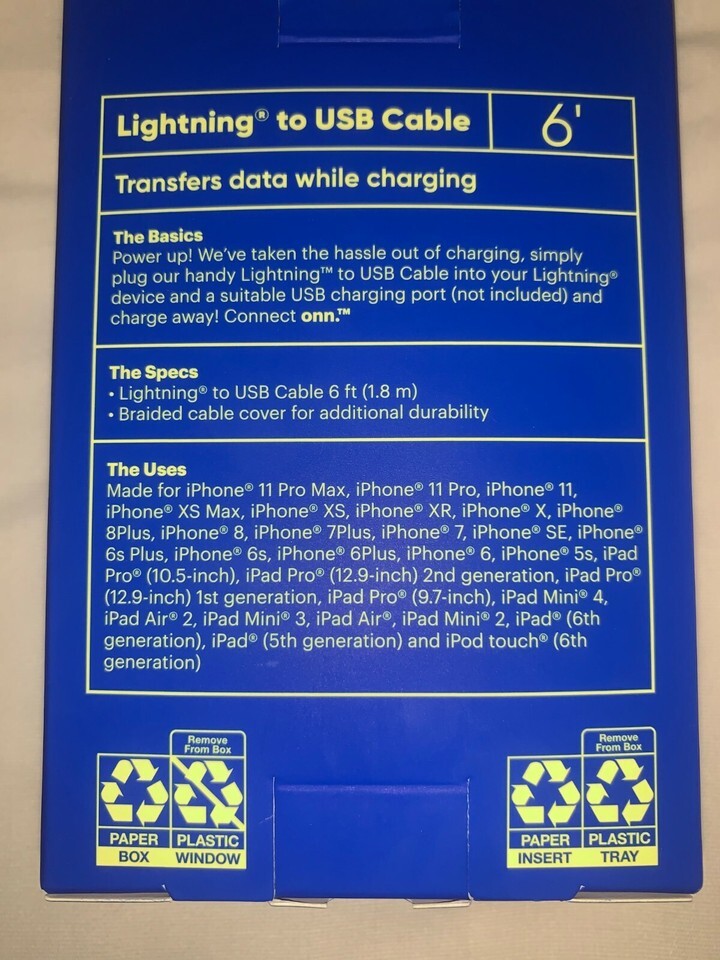 Lightning® to USB Cable
6'
Transfers data while charging
The Basics
Power up! We've taken the hassle out of charging, simply
plug our handy Lightning™ to USB Cable into your Lightning®
device and a suitable USB charging port (not included) and
charge away! Connect onn.™
The Specs
• Lightning® to USB Cable 6 ft (1.8 m)
• Braided cable cover for additional durability
The Uses
Made for iPhone® 11 Pro Max, iPhone® 11 Pro, iPhone® 11,
iPhone® XS Max, iPhone® XS, iPhone® XR, iPhone® X, iPhone®
8Plus, iPhone® 8, iPhone® 7Plus, iPhone® 7, iPhone® SE, iPhone®
6s Plus, iPhone® 6s, iPhone® 6Plus, iPhone® 6, iPhone® 5s, iPad
Pro® (10.5-inch), iPad Pro® (12.9-inch) 2nd generation, iPad Pro®
(12.9-inch) 1st generation, iPad Pro® (9.7-inch), iPad Mini® 4,
iPad Air® 2, iPad Mini® 3, iPad Air®, iPad Mini® 2, iPad® (6th
generation), iPad® (5th generation) and iPod touch® (6th
generation)
Remove
From Box
PAPER
BOX
PLASTIC
WINDOW
Remove
From Box
PAPER
INSERT
PLASTIC
TRAY